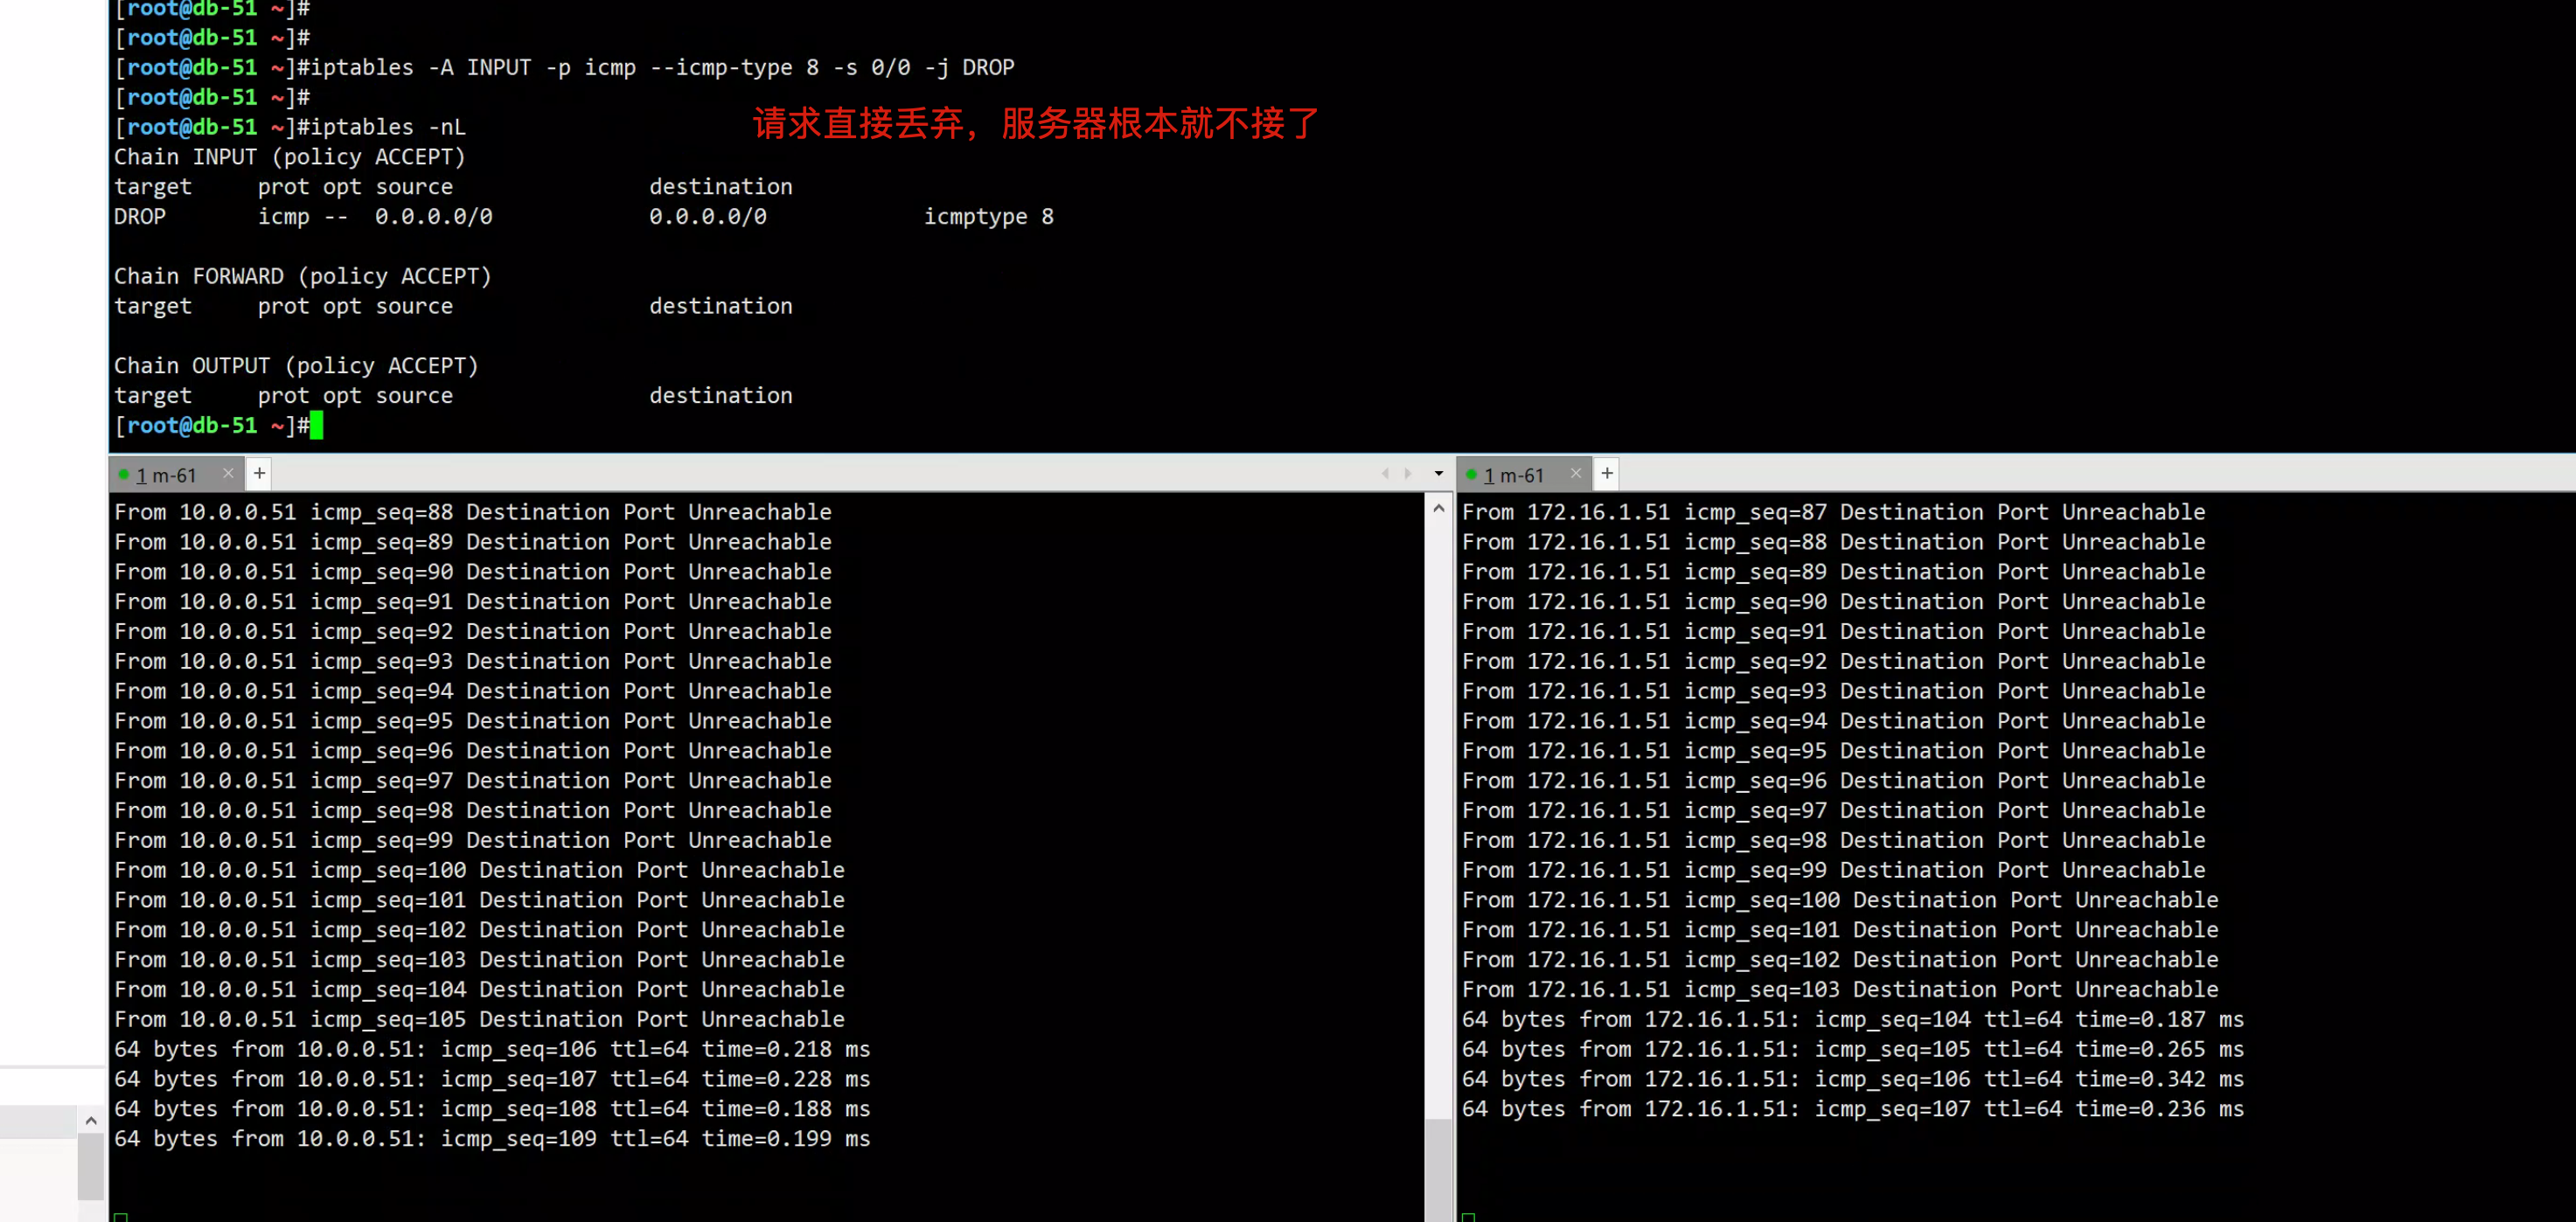 [root@db-51 ~]#
[root@db-51 ~]#
[root@db-51 ~]#iptables -A INPUT -p icmp --icmp-type 8 -s 0/0 -j DROP
[root@db-51 ~]#
请求直接丢弃，服务器根本就不接了
[root@db-51 ~]#iptables -nL
Chain INPUT (policy ACCEPT)
target     prot opt source               destination
DROP       icmp --  0.0.0.0/0            0.0.0.0/0            icmptype 8
Chain FORWARD (policy ACCEPT)
target     prot opt source               destination
Chain OUTPUT (policy ACCEPT)
target     prot opt source               destination
[root@db-51 ~]#
1 m-61 × +
From 10.0.0.51 icmp_seq=88 Destination Port Unreachable
From 10.0.0.51 icmp_seq=89 Destination Port Unreachable
From 10.0.0.51 icmp_seq=90 Destination Port Unreachable
From 10.0.0.51 icmp_seq=91 Destination Port Unreachable
From 10.0.0.51 icmp_seq=92 Destination Port Unreachable
From 10.0.0.51 icmp_seq=93 Destination Port Unreachable
From 10.0.0.51 icmp_seq=94 Destination Port Unreachable
From 10.0.0.51 icmp_seq=95 Destination Port Unreachable
From 10.0.0.51 icmp_seq=96 Destination Port Unreachable
From 10.0.0.51 icmp_seq=97 Destination Port Unreachable
From 10.0.0.51 icmp_seq=98 Destination Port Unreachable
From 10.0.0.51 icmp_seq=99 Destination Port Unreachable
From 10.0.0.51 icmp_seq=100 Destination Port Unreachable
From 10.0.0.51 icmp_seq=101 Destination Port Unreachable
From 10.0.0.51 icmp_seq=102 Destination Port Unreachable
From 10.0.0.51 icmp_seq=103 Destination Port Unreachable
From 10.0.0.51 icmp_seq=104 Destination Port Unreachable
From 10.0.0.51 icmp_seq=105 Destination Port Unreachable
64 bytes from 10.0.0.51: icmp_seq=106 ttl=64 time=0.218 ms
64 bytes from 10.0.0.51: icmp_seq=107 ttl=64 time=0.228 ms
64 bytes from 10.0.0.51: icmp_seq=108 ttl=64 time=0.188 ms
64 bytes from 10.0.0.51: icmp_seq=109 ttl=64 time=0.199 ms
1 m-61 × +
From 172.16.1.51 icmp_seq=87 Destination Port Unreachable
From 172.16.1.51 icmp_seq=88 Destination Port Unreachable
From 172.16.1.51 icmp_seq=89 Destination Port Unreachable
From 172.16.1.51 icmp_seq=90 Destination Port Unreachable
From 172.16.1.51 icmp_seq=91 Destination Port Unreachable
From 172.16.1.51 icmp_seq=92 Destination Port Unreachable
From 172.16.1.51 icmp_seq=93 Destination Port Unreachable
From 172.16.1.51 icmp_seq=94 Destination Port Unreachable
From 172.16.1.51 icmp_seq=95 Destination Port Unreachable
From 172.16.1.51 icmp_seq=96 Destination Port Unreachable
From 172.16.1.51 icmp_seq=97 Destination Port Unreachable
From 172.16.1.51 icmp_seq=98 Destination Port Unreachable
From 172.16.1.51 icmp_seq=99 Destination Port Unreachable
From 172.16.1.51 icmp_seq=100 Destination Port Unreachable
From 172.16.1.51 icmp_seq=101 Destination Port Unreachable
From 172.16.1.51 icmp_seq=102 Destination Port Unreachable
From 172.16.1.51 icmp_seq=103 Destination Port Unreachable
64 bytes from 172.16.1.51: icmp_seq=104 ttl=64 time=0.187 ms
64 bytes from 172.16.1.51: icmp_seq=105 ttl=64 time=0.265 ms
64 bytes from 172.16.1.51: icmp_seq=106 ttl=64 time=0.342 ms
64 bytes from 172.16.1.51: icmp_seq=107 ttl=64 time=0.236 ms